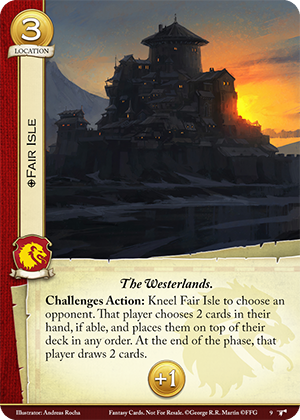 3
LOCATION
Fair Isle
The Westerlands.
Challenges Action: Kneel Fair Isle to choose an
opponent. That player chooses 2 cards in their
hand, if able, and places them on top of their
deck in any order. At the end of the phase, that
player draws 2 cards.
+1
Illustrator: Andreas Rocha
Fantasy Cards. Not For Resale. ©George R.R. Martin ©FFG
9